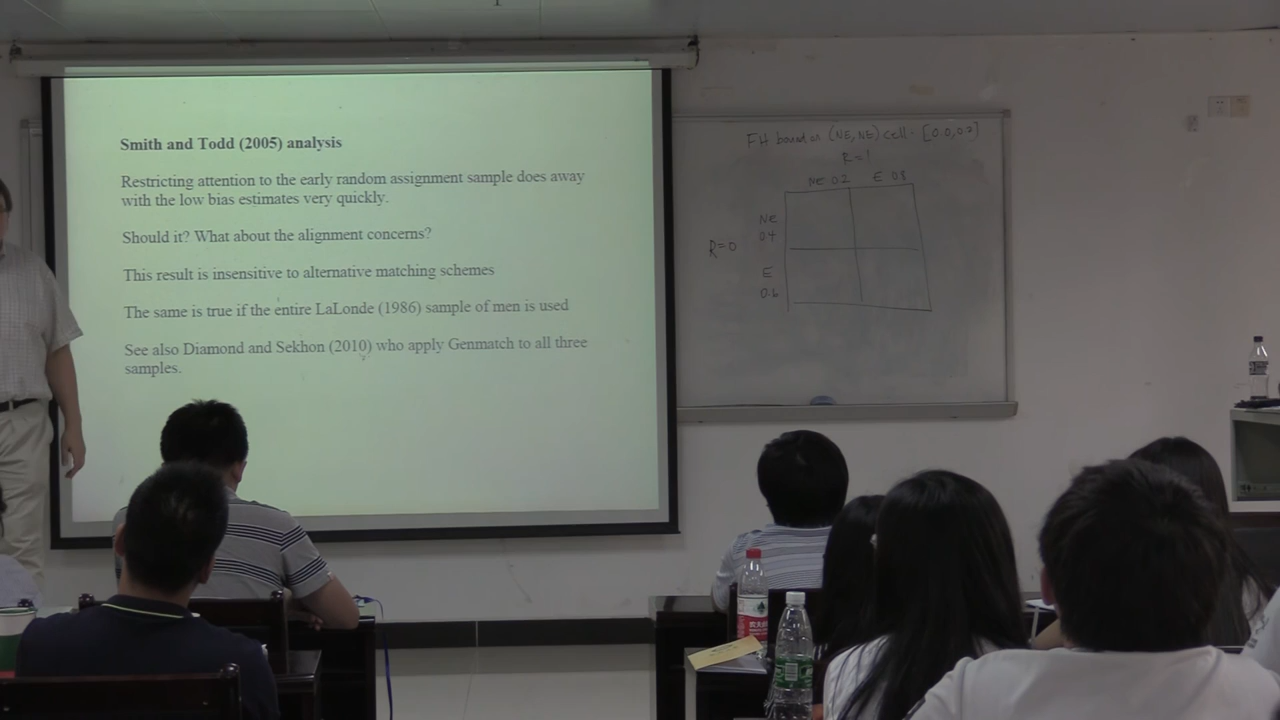 Smith and Todd (2005) analysis
Restricting attention to the early random assignment sample does away
with the low bias estimates very quickly.
Should it? What about the alignment concerns?
This result is insensitive to alternative matching schemes
The same is true if the entire LaLonde (1986) sample of men is used
See also Diamond and Sekhon (2010) who apply Genmatch to all three
samples.
FH bound on (NE, NE) cell - [0.0, 0.2]
R=1
NE 0.2 E 0.8
NE
0.4
R=0
E
0.6